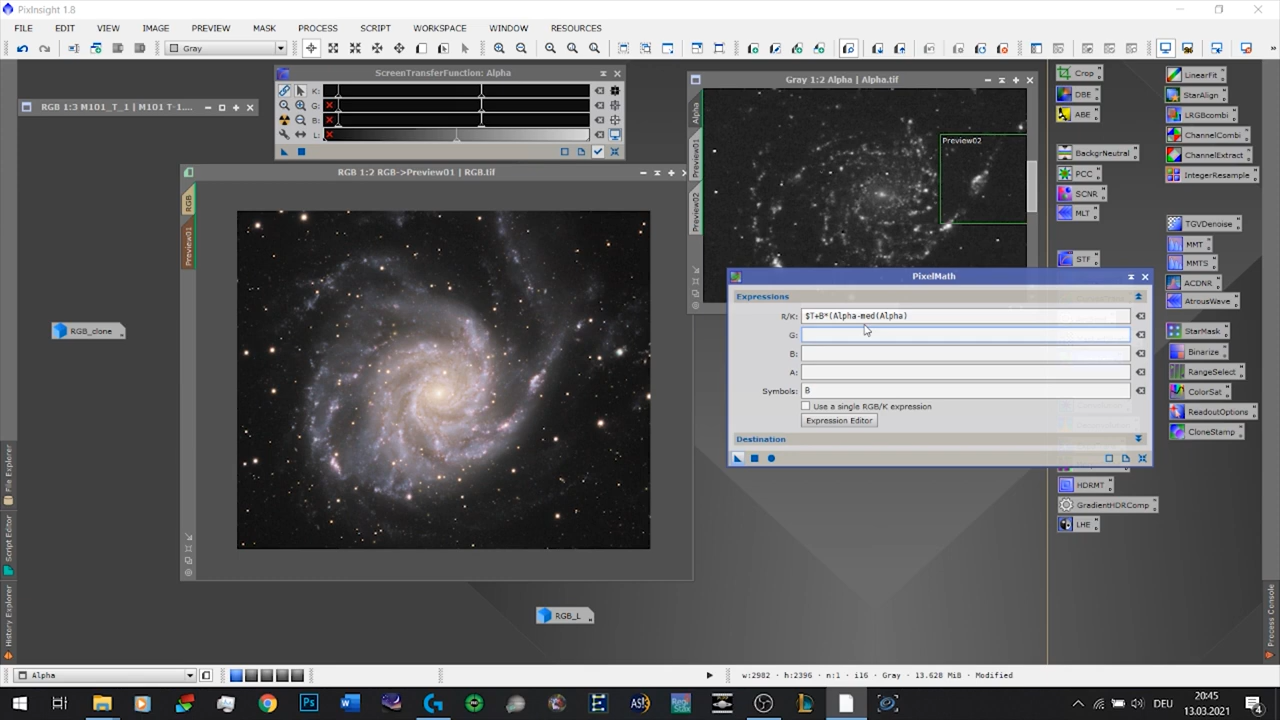 PixInsight 1.8
FILE EDIT VIEW IMAGE PREVIEW MASK PROCESS SCRIPT WORKSPACE WINDOW RESOURCES
Gray
ScreenTransferFunction: Alpha
K:
G:
B:
L:
RGB 1:3 M101_T_1 | M101 T-1....
RGB 1:2 RGB->Preview01 | RGB.tif
RGB
Preview01
Gray 1:2 Alpha | Alpha.tif
Alpha
Preview01
Preview02
Preview02
PixelMath
Expressions
R/K: $T+B*(Alpha-med(Alpha)
G:
B:
A:
Symbols: B
Use a single RGB/K expression
Expression Editor
Destination
RGB_clone
RGB_L
Crop
DBE
ABE
BackgrNeutral
PCC
SCNR
MLT
STF
HDRMT
GradientHDRComp
LHE
LinearFit
StarAlign
LRGBcombi
ChannelCombi
ChannelExtract
IntegerResample
TGVDenoise
MMT
MMTS
ACDNR
AtrousWave
StarMask
Binarize
RangeSelect
ColorSat
ReadoutOptions
CloneStamp
File Explorer
Script Editor
History Explorer
Process Console
Alpha
w:2982 · h:2396 · n:1 · i16 · Gray · 13.628 MiB · Modified
DEU
20:45
13.03.2021